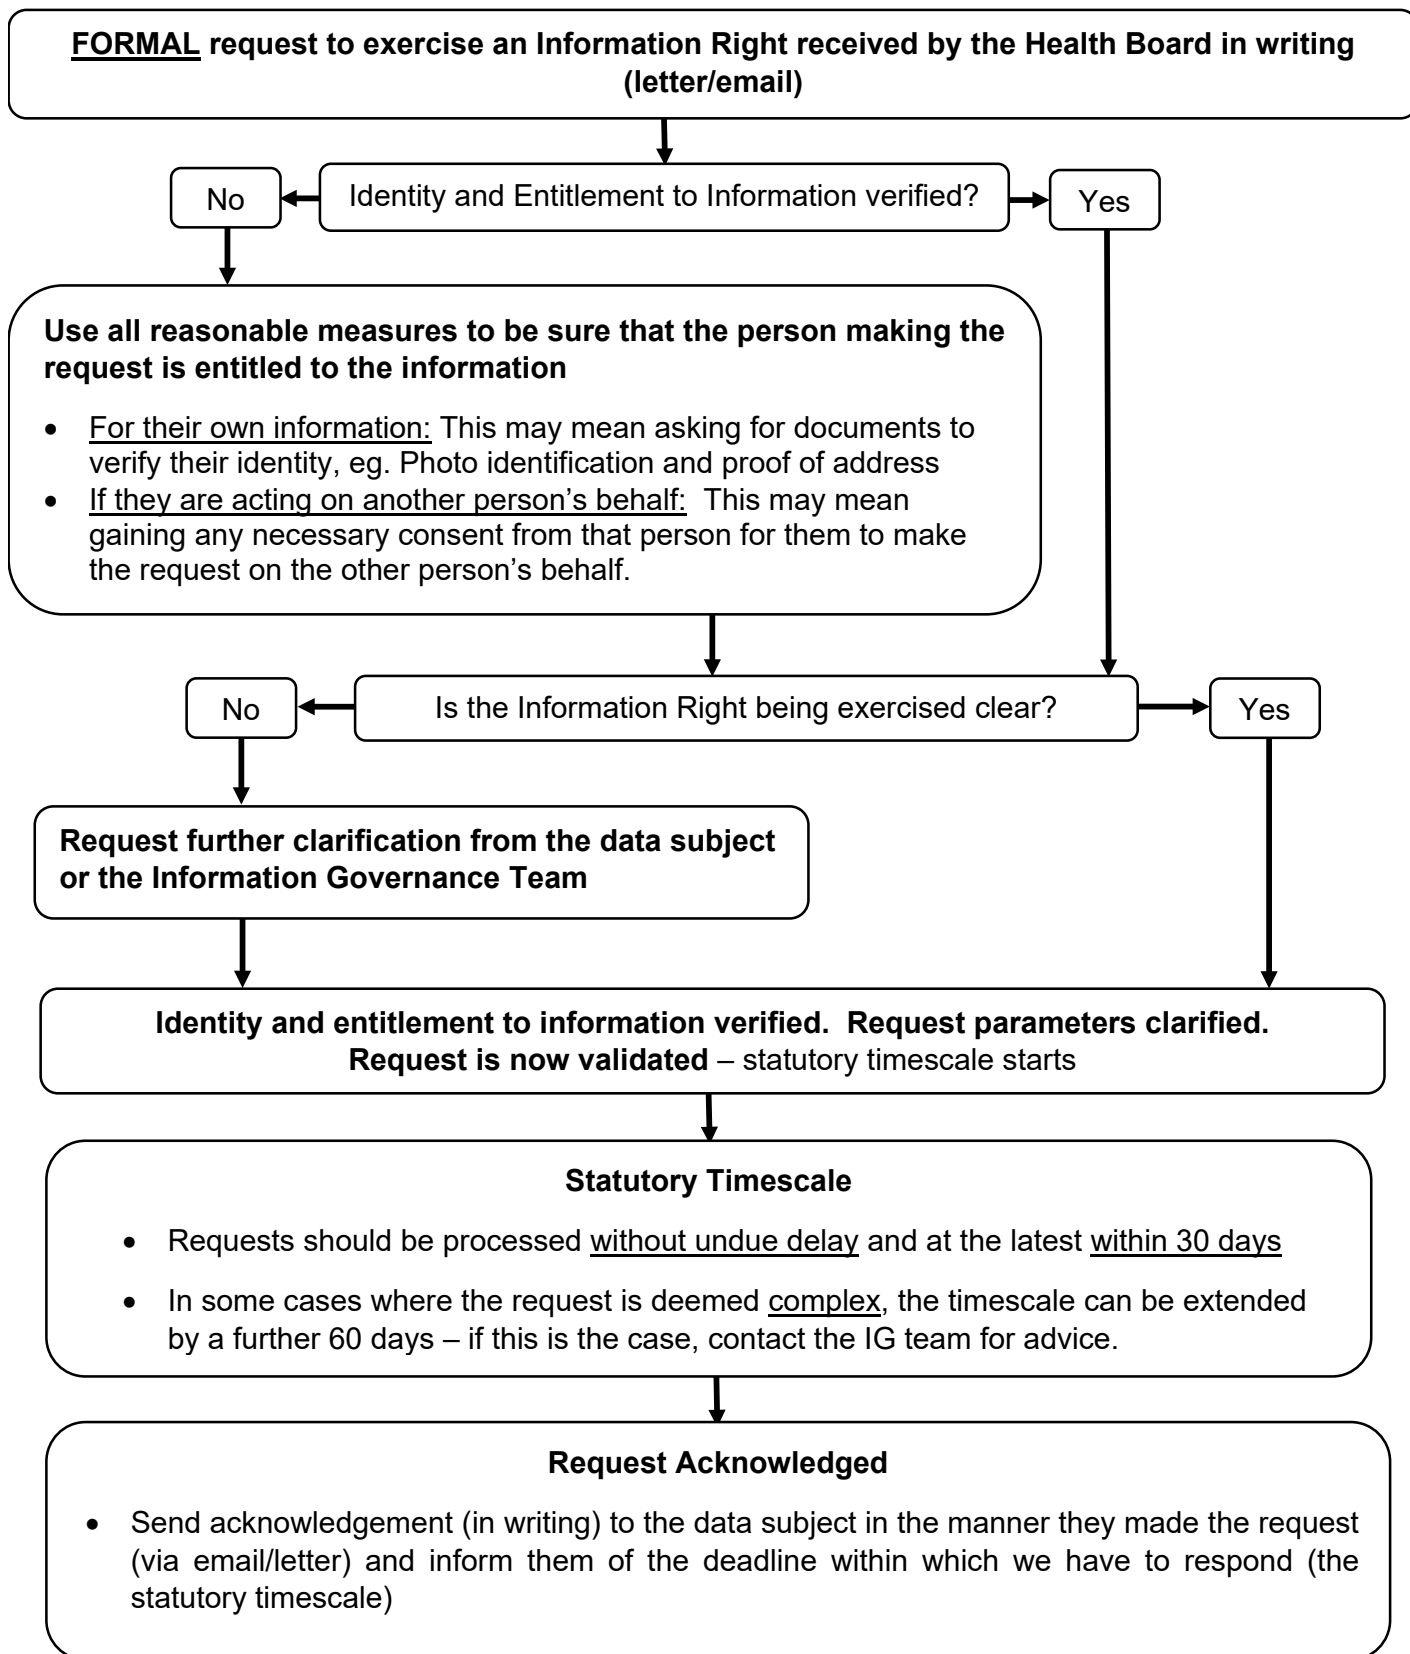 FORMAL request to exercise an Information Right received by the Health Board in writing
(letter/email)
No
Identity and Entitlement to Information verified?
Yes
Use all reasonable measures to be sure that the person making the
request is entitled to the information
• For their own information: This may mean asking for documents to
verify their identity, eg. Photo identification and proof of address
• If they are acting on another person’s behalf:  This may mean
gaining any necessary consent from that person for them to make
the request on the other person’s behalf.
No
Is the Information Right being exercised clear?
Yes
Request further clarification from the data subject
or the Information Governance Team
Identity and entitlement to information verified.  Request parameters clarified.
Request is now validated – statutory timescale starts
Statutory Timescale
• Requests should be processed without undue delay and at the latest within 30 days
• In some cases where the request is deemed complex, the timescale can be extended
by a further 60 days – if this is the case, contact the IG team for advice.
Request Acknowledged
• Send acknowledgement (in writing) to the data subject in the manner they made the request
(via email/letter) and inform them of the deadline within which we have to respond (the
statutory timescale)